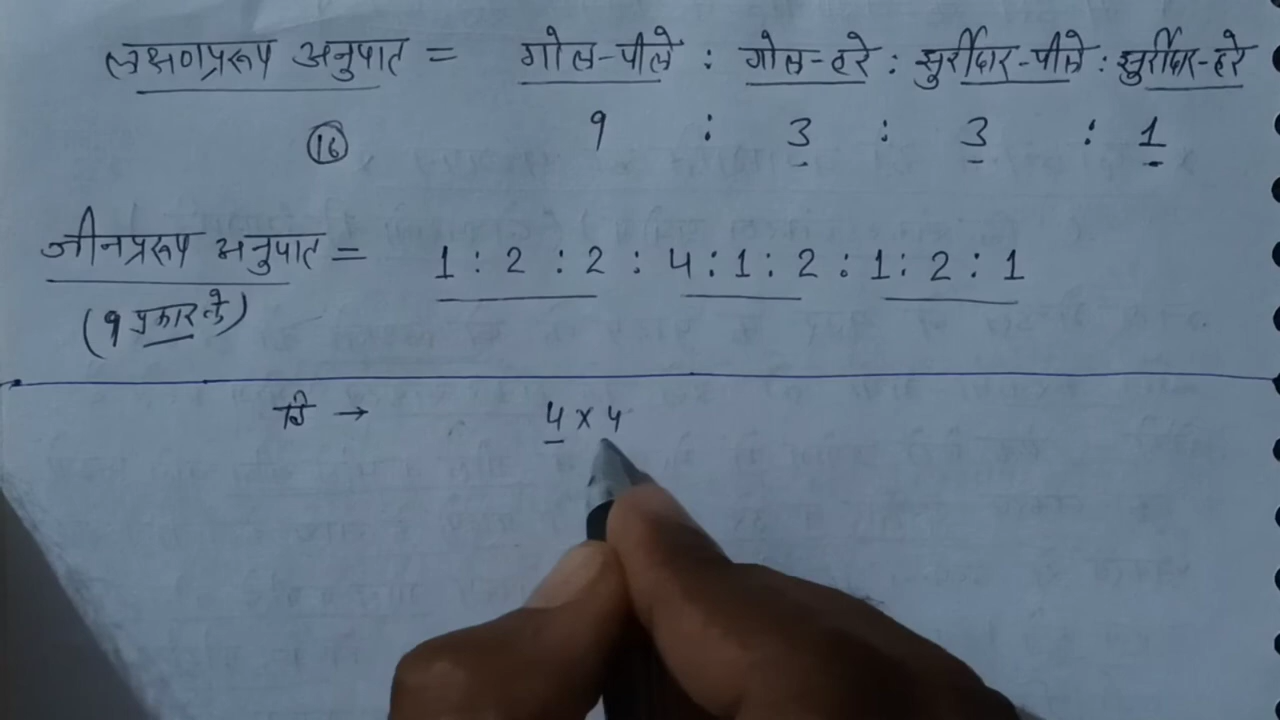 लक्षणप्ररूप अनुपात = गोल-पीले : गोल-हरे : झुर्रीदार-पीले : झुर्रीदार-हरे
16 9 : 3 : 3 : 1
जीनप्ररूप अनुपात = 1 : 2 : 2 : 4 : 1 : 2 : 1 : 2 : 1
(9 प्रकार के)
→ 4 x 4